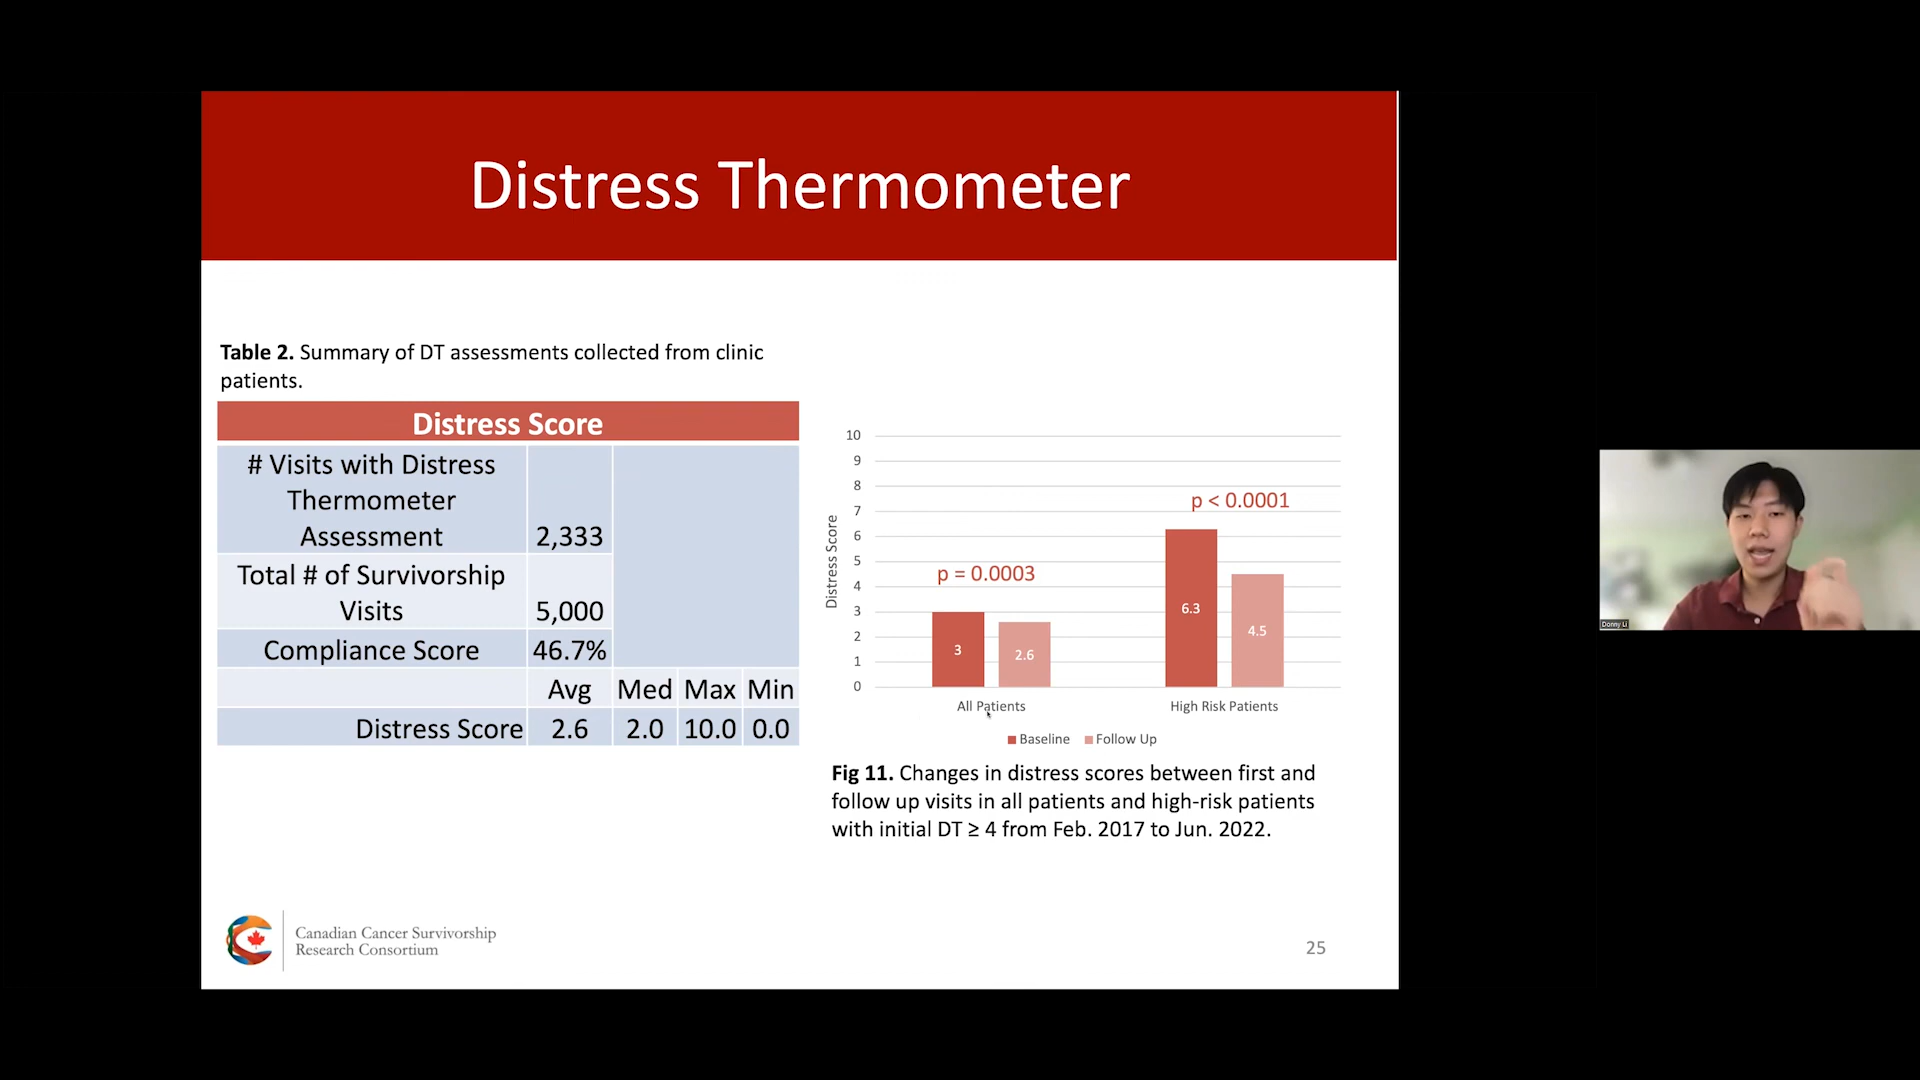 Distress Thermometer
Table 2. Summary of DT assessments collected from clinic
patients.
Distress Score
# Visits with Distress
Thermometer
Assessment
2,333
Total # of Survivorship
Visits
5,000
Compliance Score 46.7%
Avg Med Max Min
Distress Score 2.6 2.0 10.0 0.0
10
9
8
7
6
5
4
3
2
1
0
Distress Score
p = 0.0003
p < 0.0001
3
2.6
6.3
4.5
All Patients
High Risk Patients
Baseline Follow Up
Fig 11. Changes in distress scores between first and
follow up visits in all patients and high-risk patients
with initial DT ≥ 4 from Feb. 2017 to Jun. 2022.
Canadian Cancer Survivorship
Research Consortium
25
Donny Li